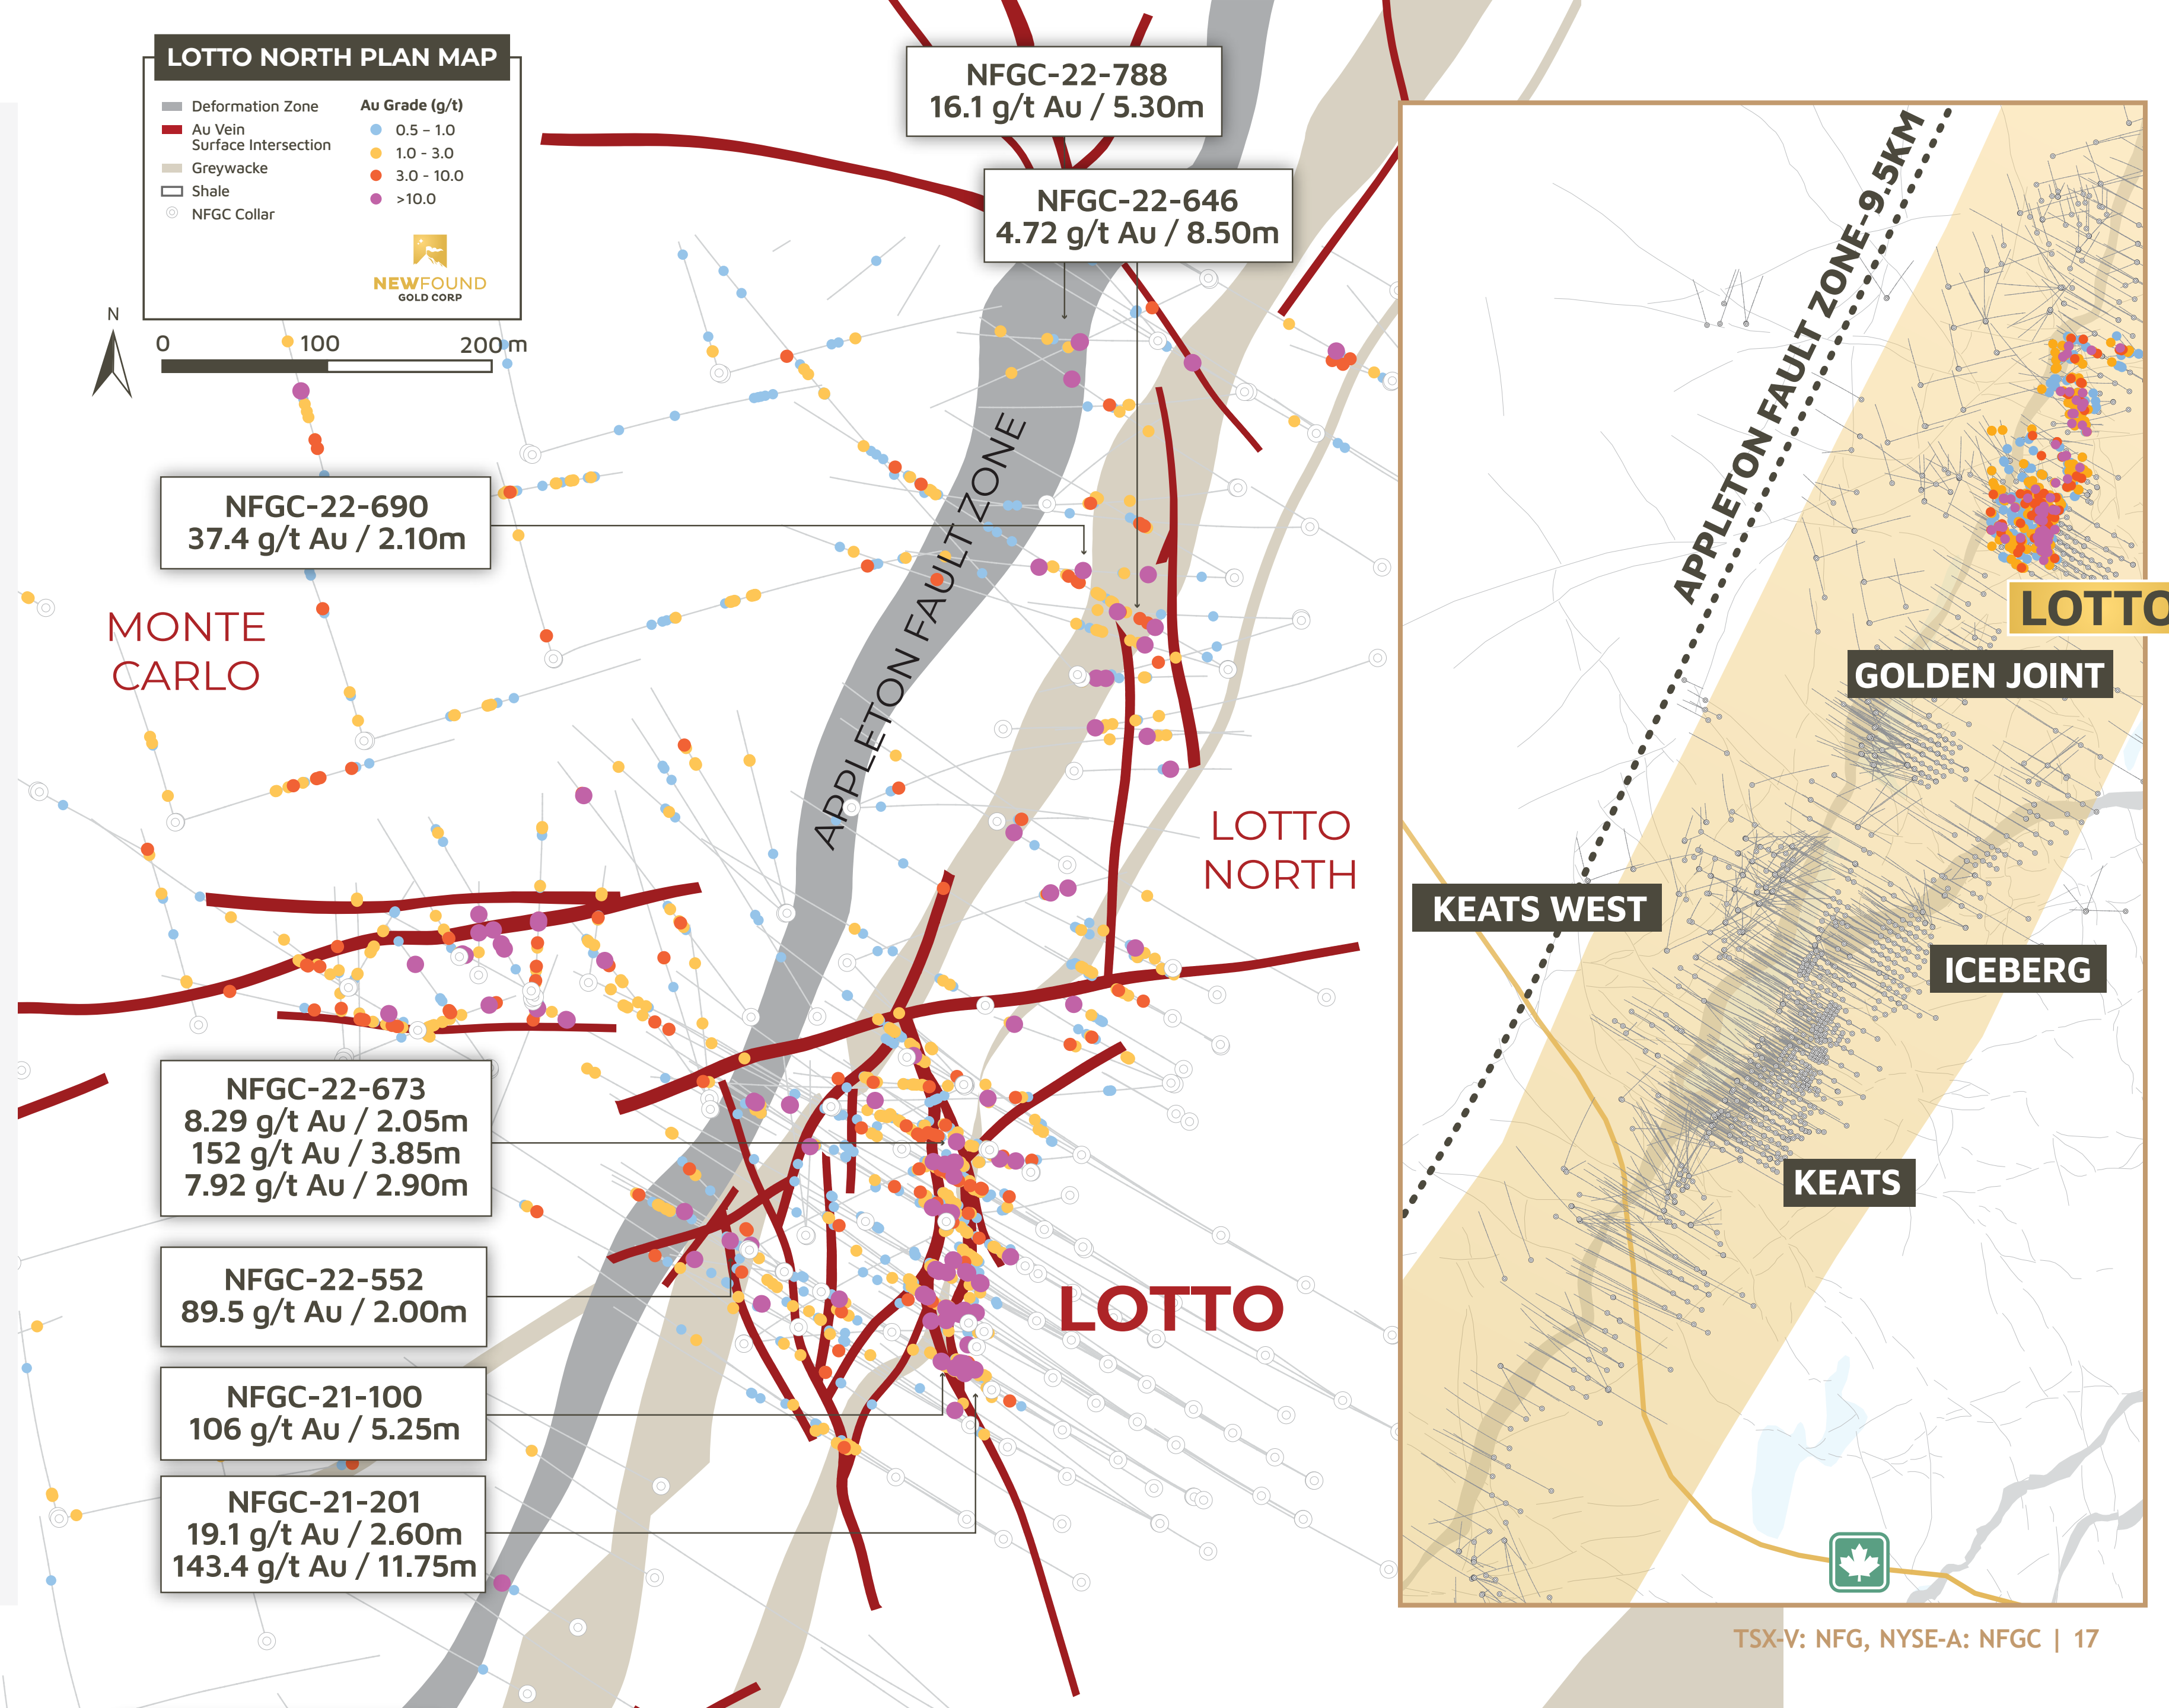 LOTTO NORTH PLAN MAP
Deformation Zone
Au Vein
Surface Intersection
Greywacke
Shale
NFGC Collar
Au Grade (g/t)
0.5 – 1.0
1.0 - 3.0
3.0 - 10.0
>10.0
NEWFOUND
GOLD CORP
N
0 100 200m
NFGC-22-788
16.1 g/t Au / 5.30m
NFGC-22-646
4.72 g/t Au / 8.50m
NFGC-22-690
37.4 g/t Au / 2.10m
APPLETON FAULT ZONE
MONTE
CARLO
LOTTO
NORTH
NFGC-22-673
8.29 g/t Au / 2.05m
152 g/t Au / 3.85m
7.92 g/t Au / 2.90m
NFGC-22-552
89.5 g/t Au / 2.00m
LOTTO
NFGC-21-100
106 g/t Au / 5.25m
NFGC-21-201
19.1 g/t Au / 2.60m
143.4 g/t Au / 11.75m
APPLETON FAULT ZONE-9.5KM
LOTTO
GOLDEN JOINT
KEATS WEST
ICEBERG
KEATS
TSX-V: NFG, NYSE-A: NFGC | 17